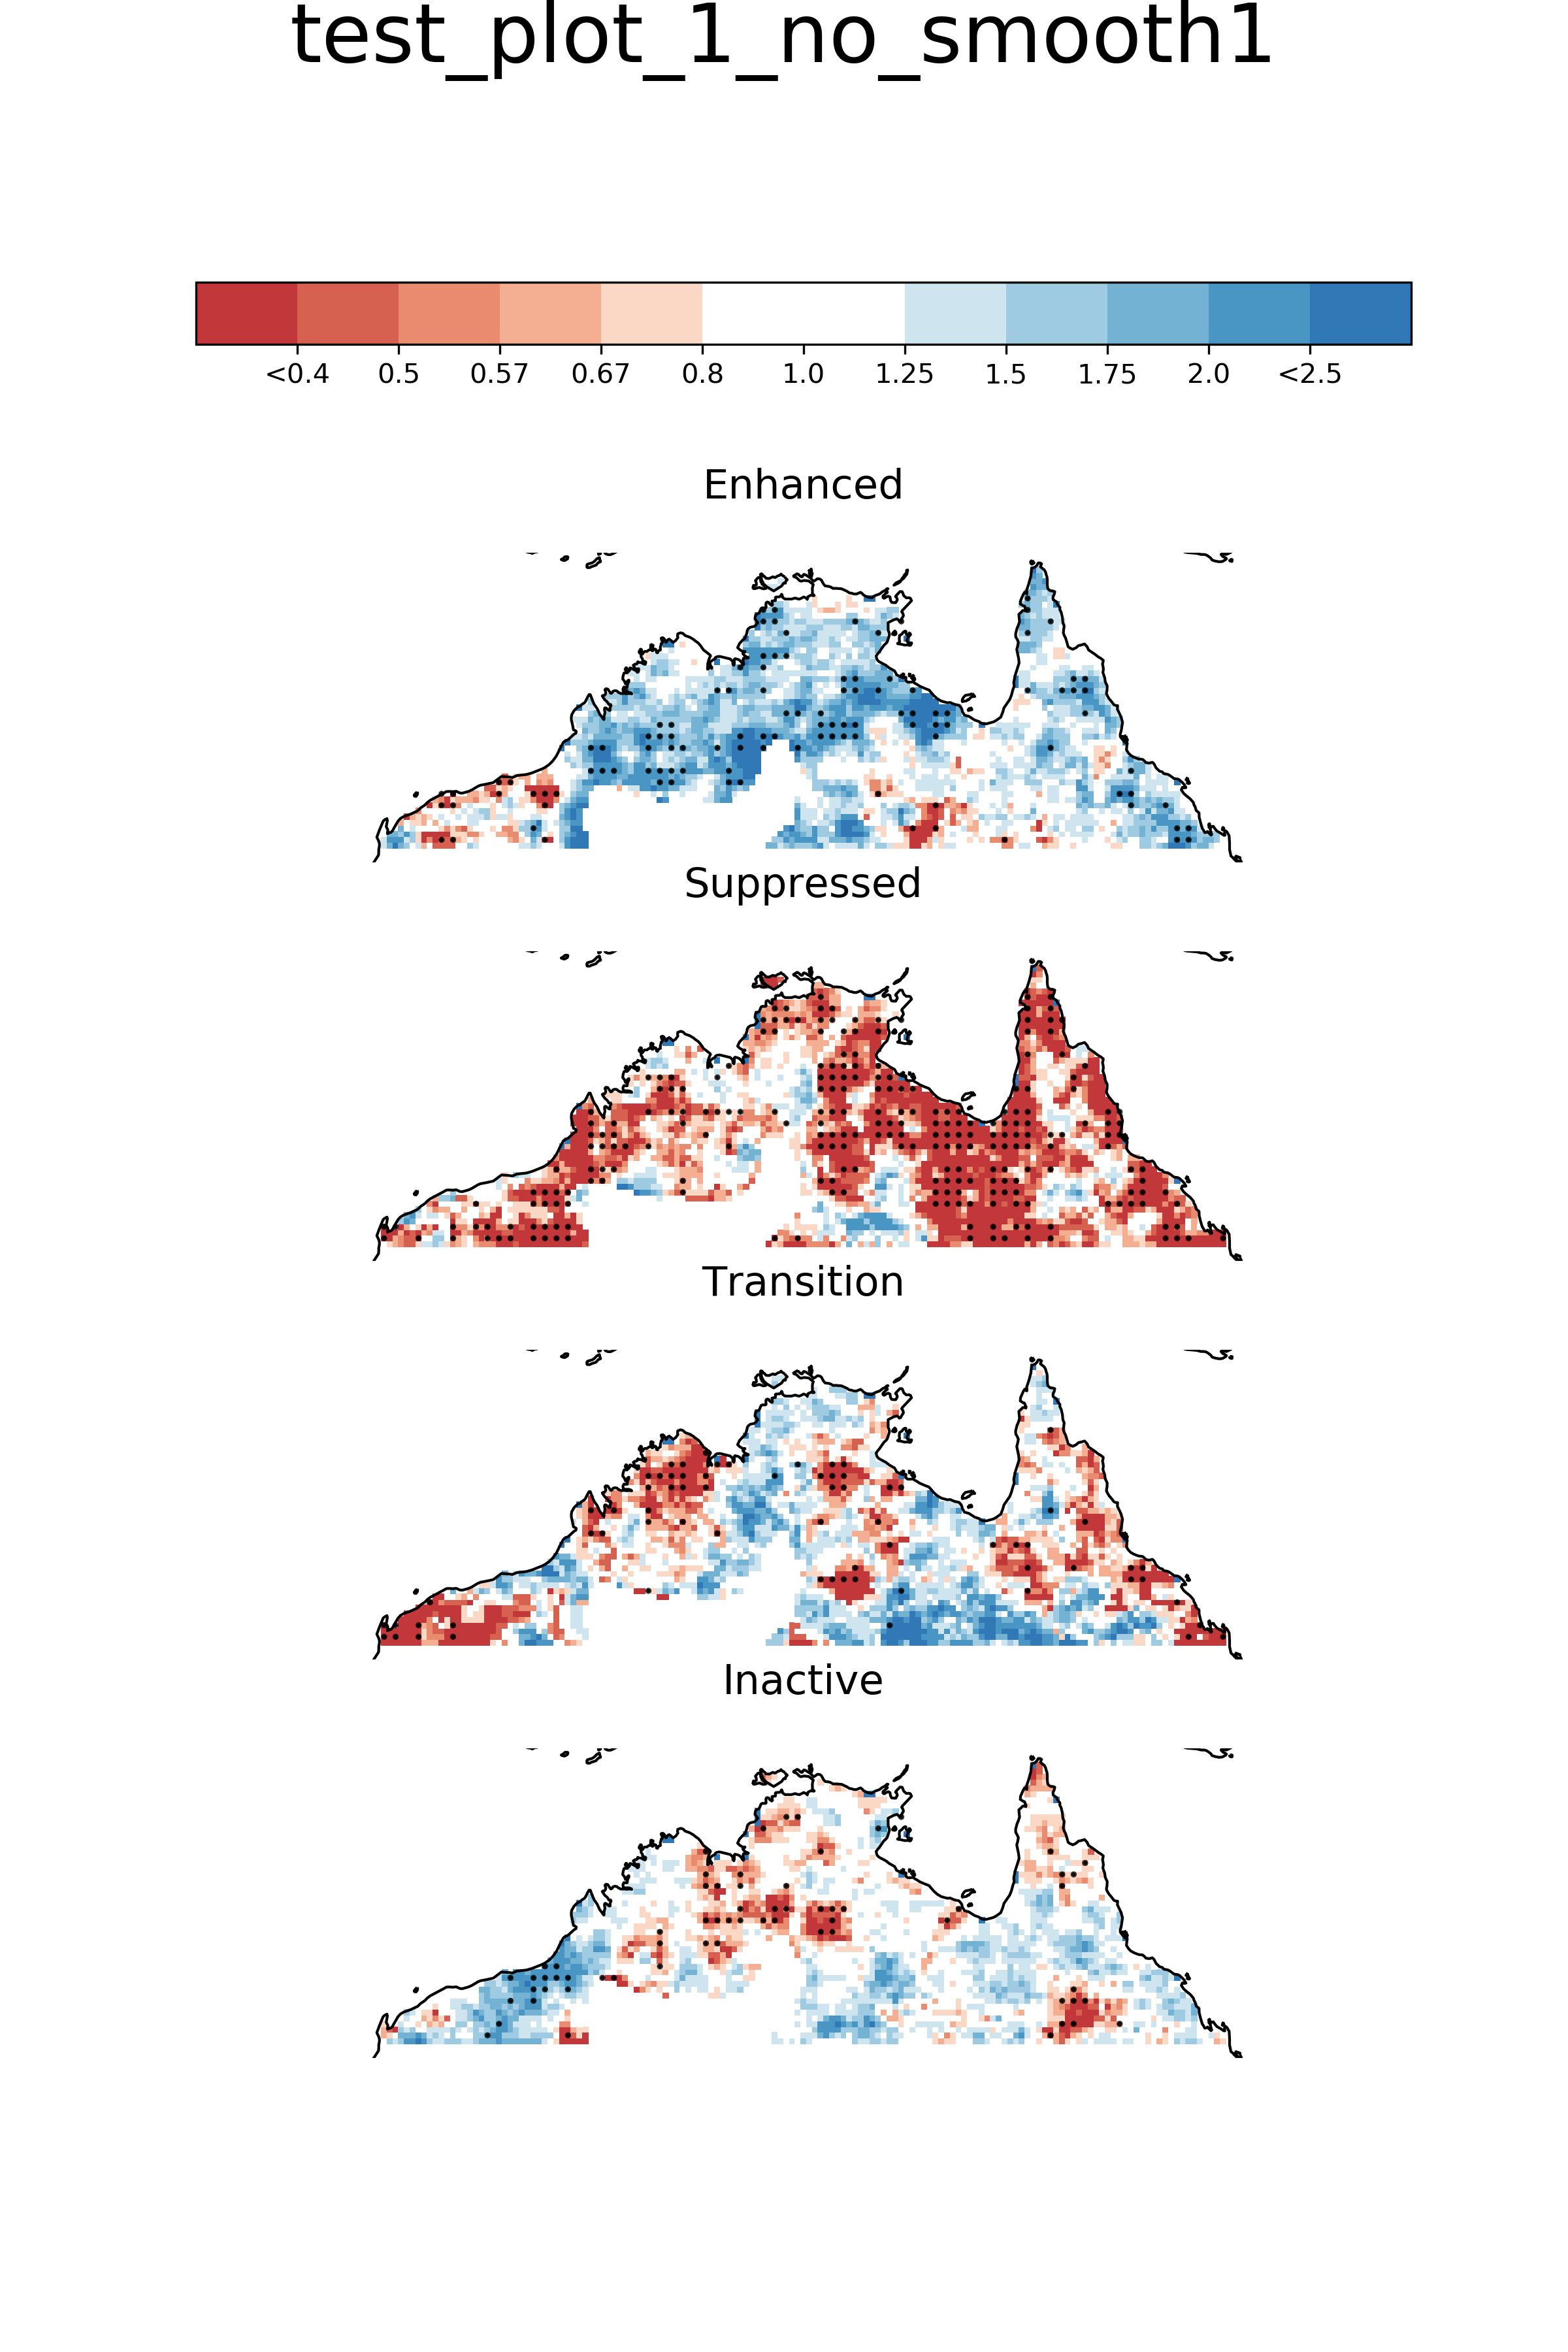 test_plot_1_no_smooth1
<0.4 0.5 0.57 0.67 0.8 1.0 1.25 1.5 1.75 2.0 <2.5
Enhanced
Suppressed
Transition
Inactive